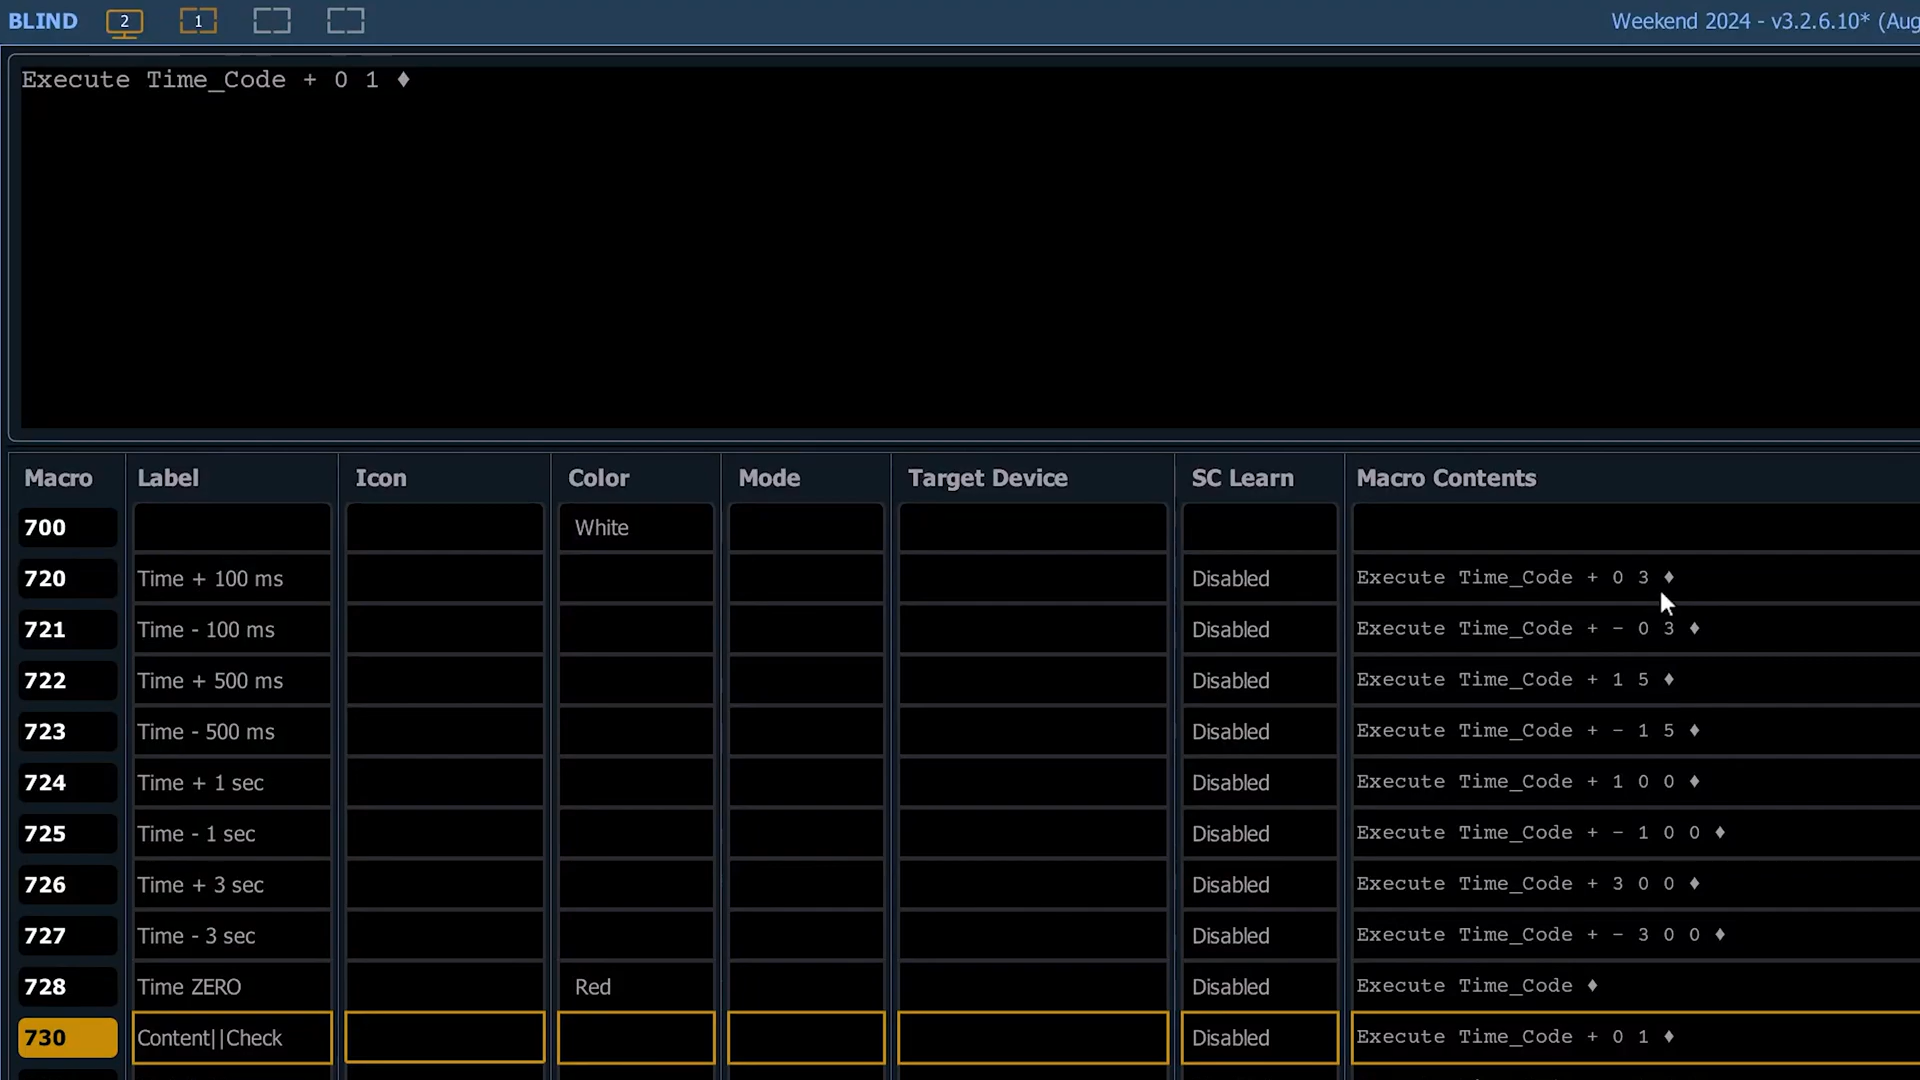 BLIND 2 1 Weekend 2024 - v3.2.6.10* (Aug
Execute Time_Code + 0 1 ♦
Macro Label Icon Color Mode Target Device SC Learn Macro Contents
700 White
720 Time + 100 ms Disabled Execute Time_Code + 0 3 ♦
721 Time - 100 ms Disabled Execute Time_Code + - 0 3 ♦
722 Time + 500 ms Disabled Execute Time_Code + 1 5 ♦
723 Time - 500 ms Disabled Execute Time_Code + - 1 5 ♦
724 Time + 1 sec Disabled Execute Time_Code + 1 0 0 ♦
725 Time - 1 sec Disabled Execute Time_Code + - 1 0 0 ♦
726 Time + 3 sec Disabled Execute Time_Code + 3 0 0 ♦
727 Time - 3 sec Disabled Execute Time_Code + - 3 0 0 ♦
728 Time ZERO Red Disabled Execute Time_Code ♦
730 Content||Check Disabled Execute Time_Code + 0 1 ♦